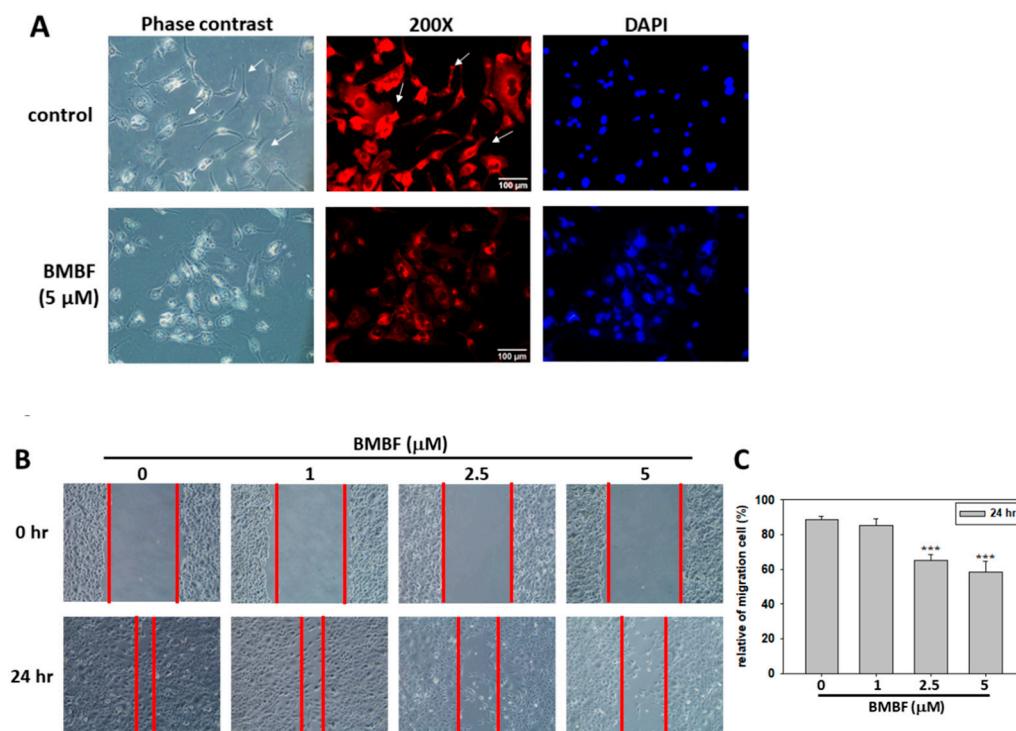 A
Phase contrast
200X
DAPI
control
100 µm
BMBF
(5 µM)
100 µm
B
BMBF (µM)
0
1
2.5
5
0 hr
24 hr
C
relative of migration cell (%)
100
80
60
40
20
0
24 hr
***
***
0
1
2.5
5
BMBF (µM)